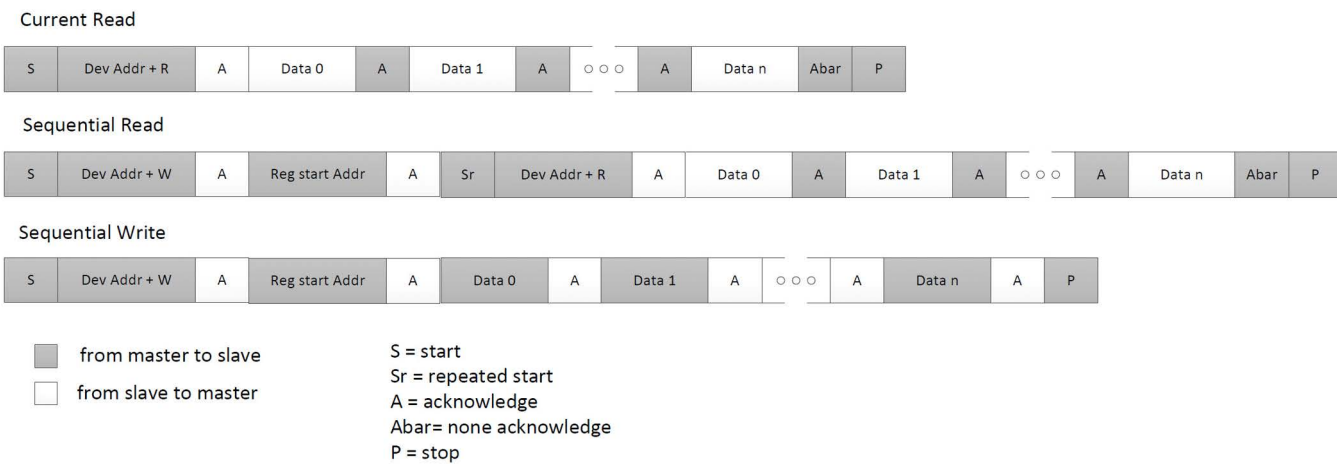 Current Read
S Dev Addr + R A Data 0 A Data 1 A ○ ○ ○ A Data n Abar P
Sequential Read
S Dev Addr + W A Reg start Addr A Sr Dev Addr + R A Data 0 A Data 1 A ○ ○ ○ A Data n Abar P
Sequential Write
S Dev Addr + W A Reg start Addr A Data 0 A Data 1 A ○ ○ ○ A Data n A P
from master to slave
from slave to master
S = start
Sr = repeated start
A = acknowledge
Abar= none acknowledge
P = stop